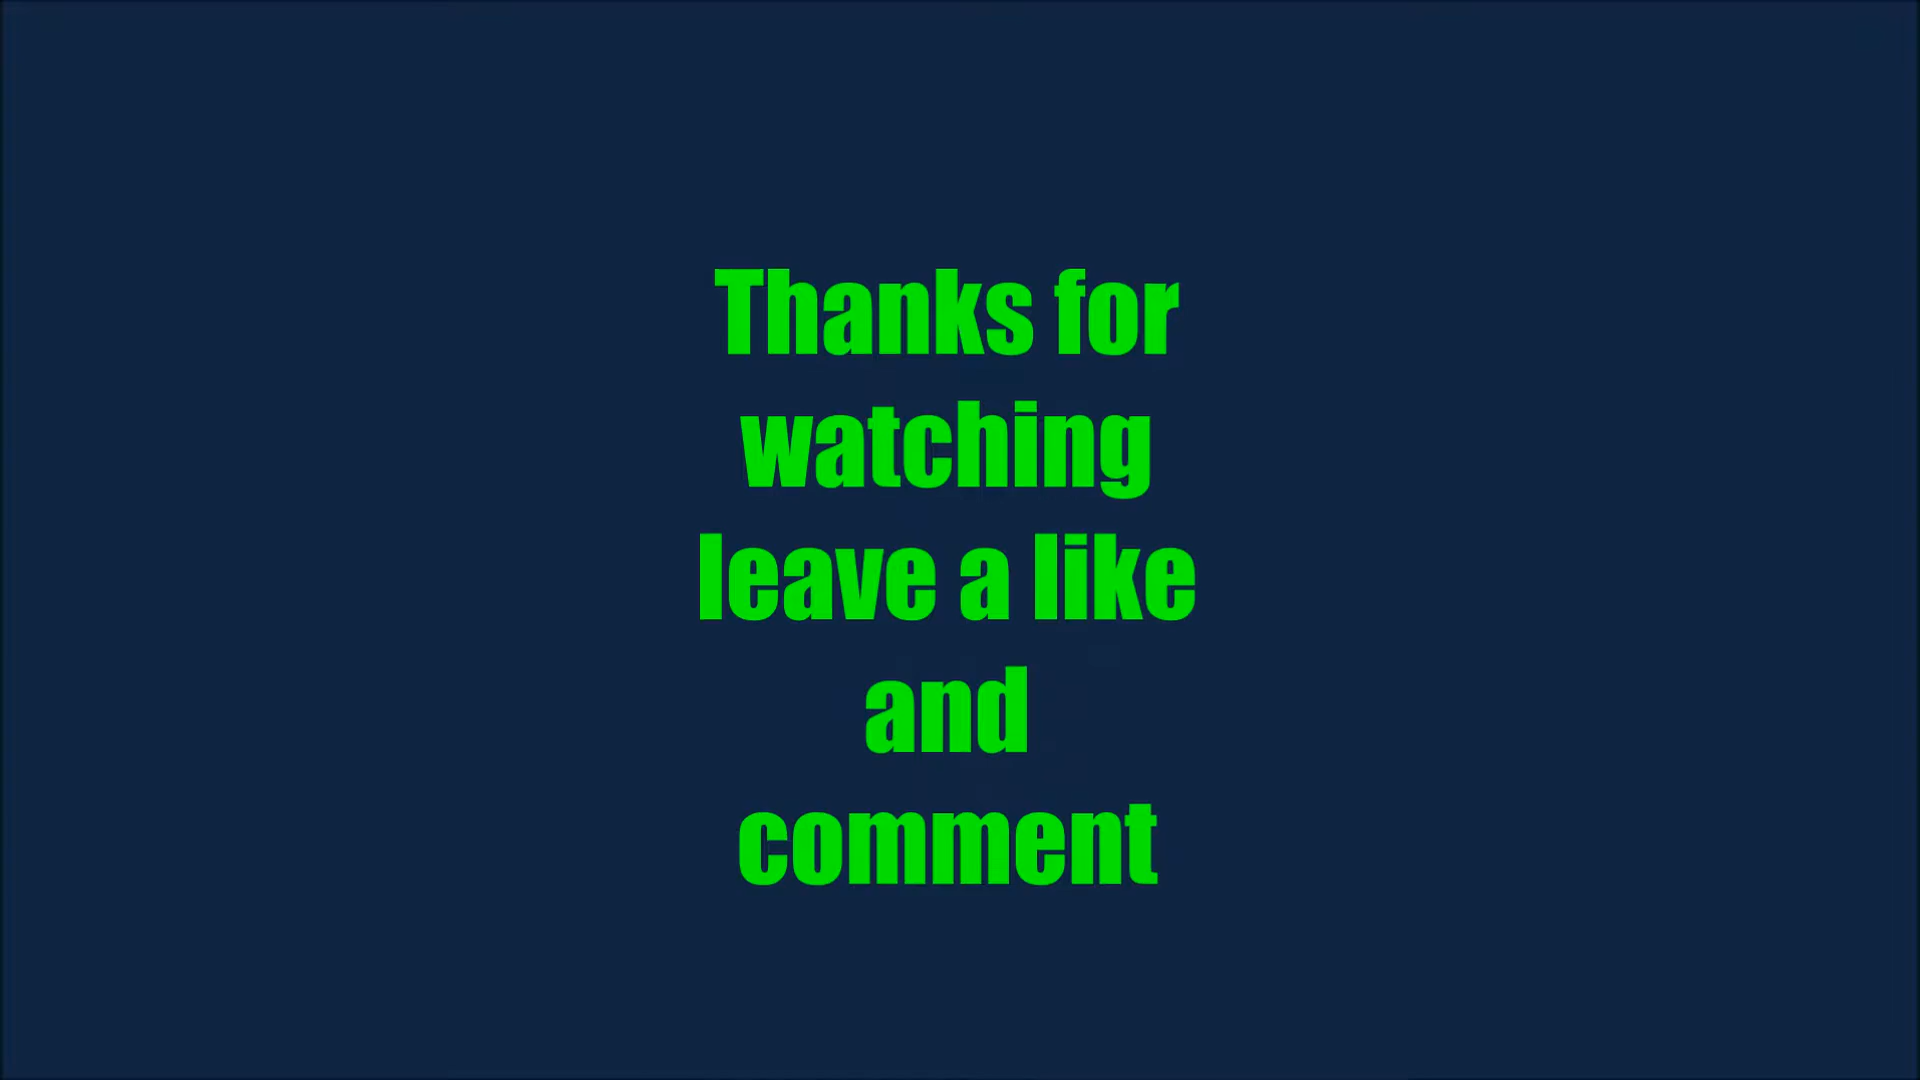 Thanks for
watching
leave a like
and
comment